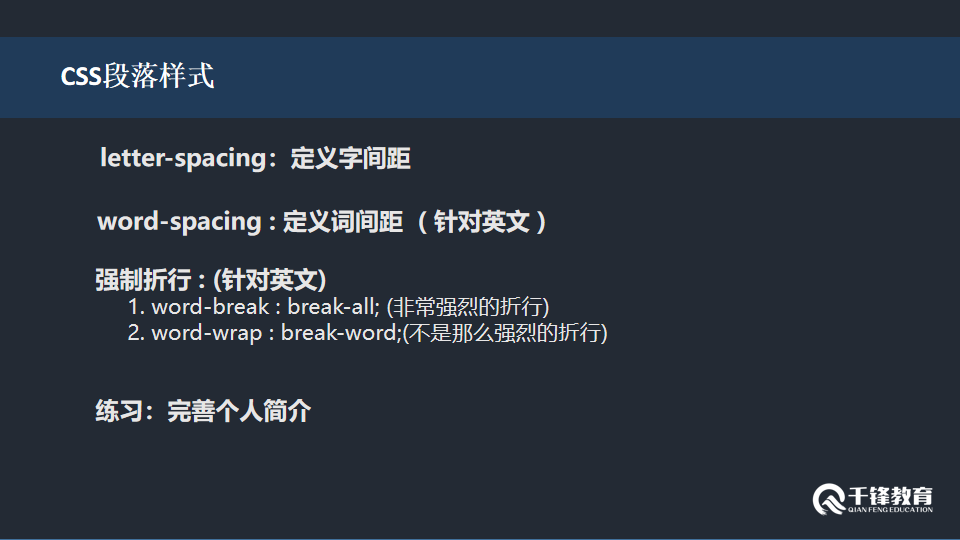 CSS段落样式
letter-spacing：定义字间距
word-spacing : 定义词间距 ( 针对英文 )
强制折行 : (针对英文)
1. word-break : break-all; (非常强烈的折行)
2. word-wrap : break-word;(不是那么强烈的折行)
练习：完善个人简介
千锋教育
QIAN FENG EDUCATION